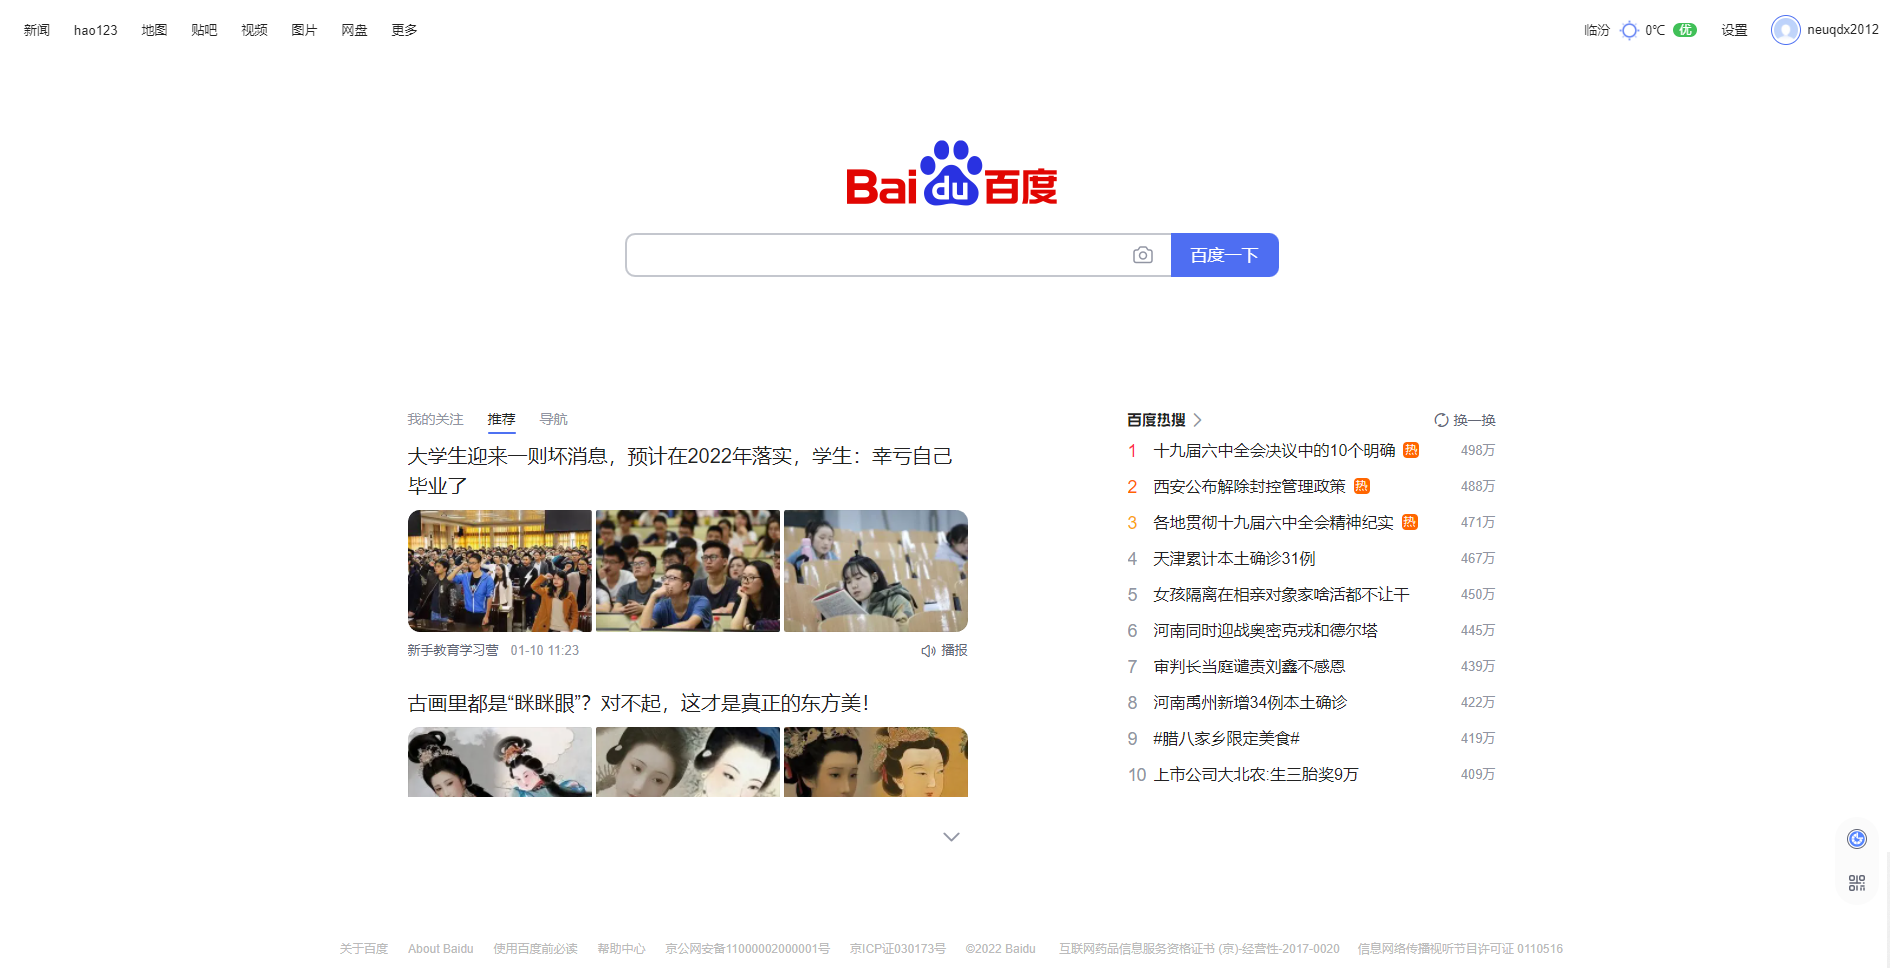 新闻 hao123 地图 贴吧 视频 图片 网盘 更多 临汾 0℃ 优 设置 neuqdx2012
Bai du 百度
百度一下
我的关注 推荐 导航
大学生迎来一则坏消息，预计在2022年落实，学生：幸亏自己
毕业了
新手教育学习营 01-10 11:23 播报
古画里都是“眯眯眼”？对不起，这才是真正的东方美！
百度热搜 换一换
1 十九届六中全会决议中的10个明确 热 498万
2 西安公布解除封控管理政策 热 488万
3 各地贯彻十九届六中全会精神纪实 热 471万
4 天津累计本土确诊31例 467万
5 女孩隔离在相亲对象家啥活都不让干 450万
6 河南同时迎战奥密克戎和德尔塔 445万
7 审判长当庭谴责刘鑫不感恩 439万
8 河南禹州新增34例本土确诊 422万
9 #腊八家乡限定美食# 419万
10 上市公司大北农:生三胎奖9万 409万
关于百度 About Baidu 使用百度前必读 帮助中心 京公网安备11000002000001号 京ICP证030173号 ©2022 Baidu 互联网药品信息服务资格证书 (京)-经营性-2017-0020 信息网络传播视听节目许可证 0110516